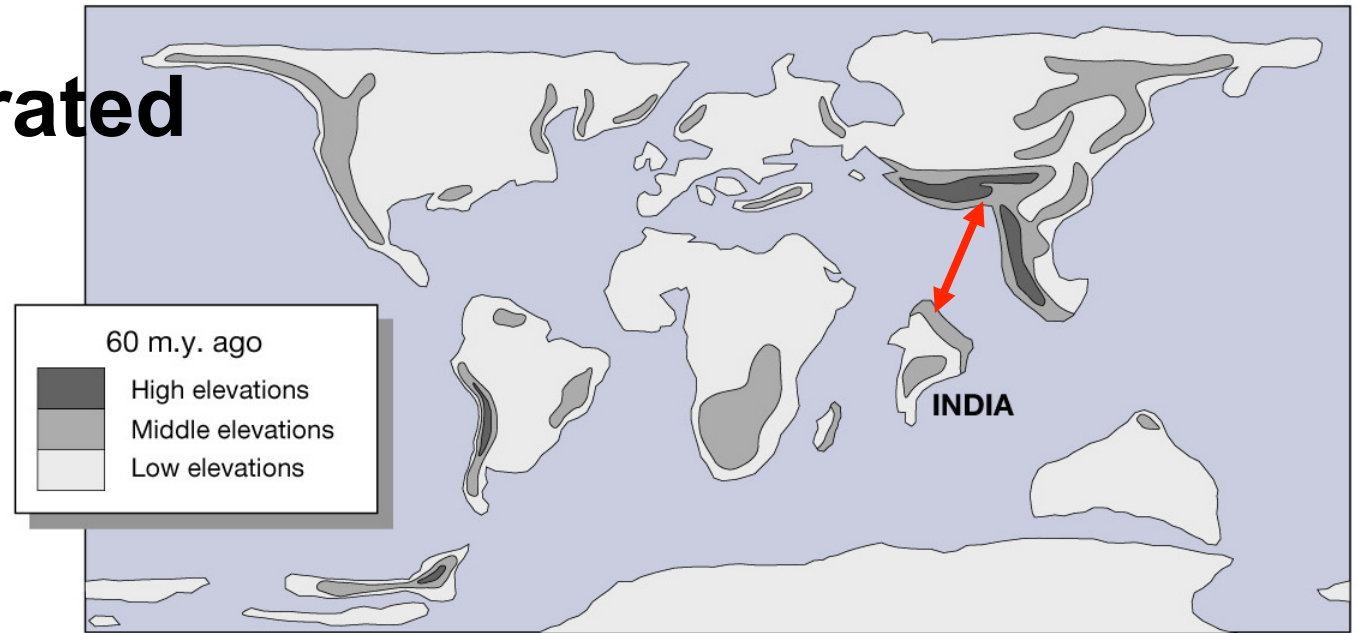 rated
60 m.y. ago
High elevations
Middle elevations
Low elevations
INDIA